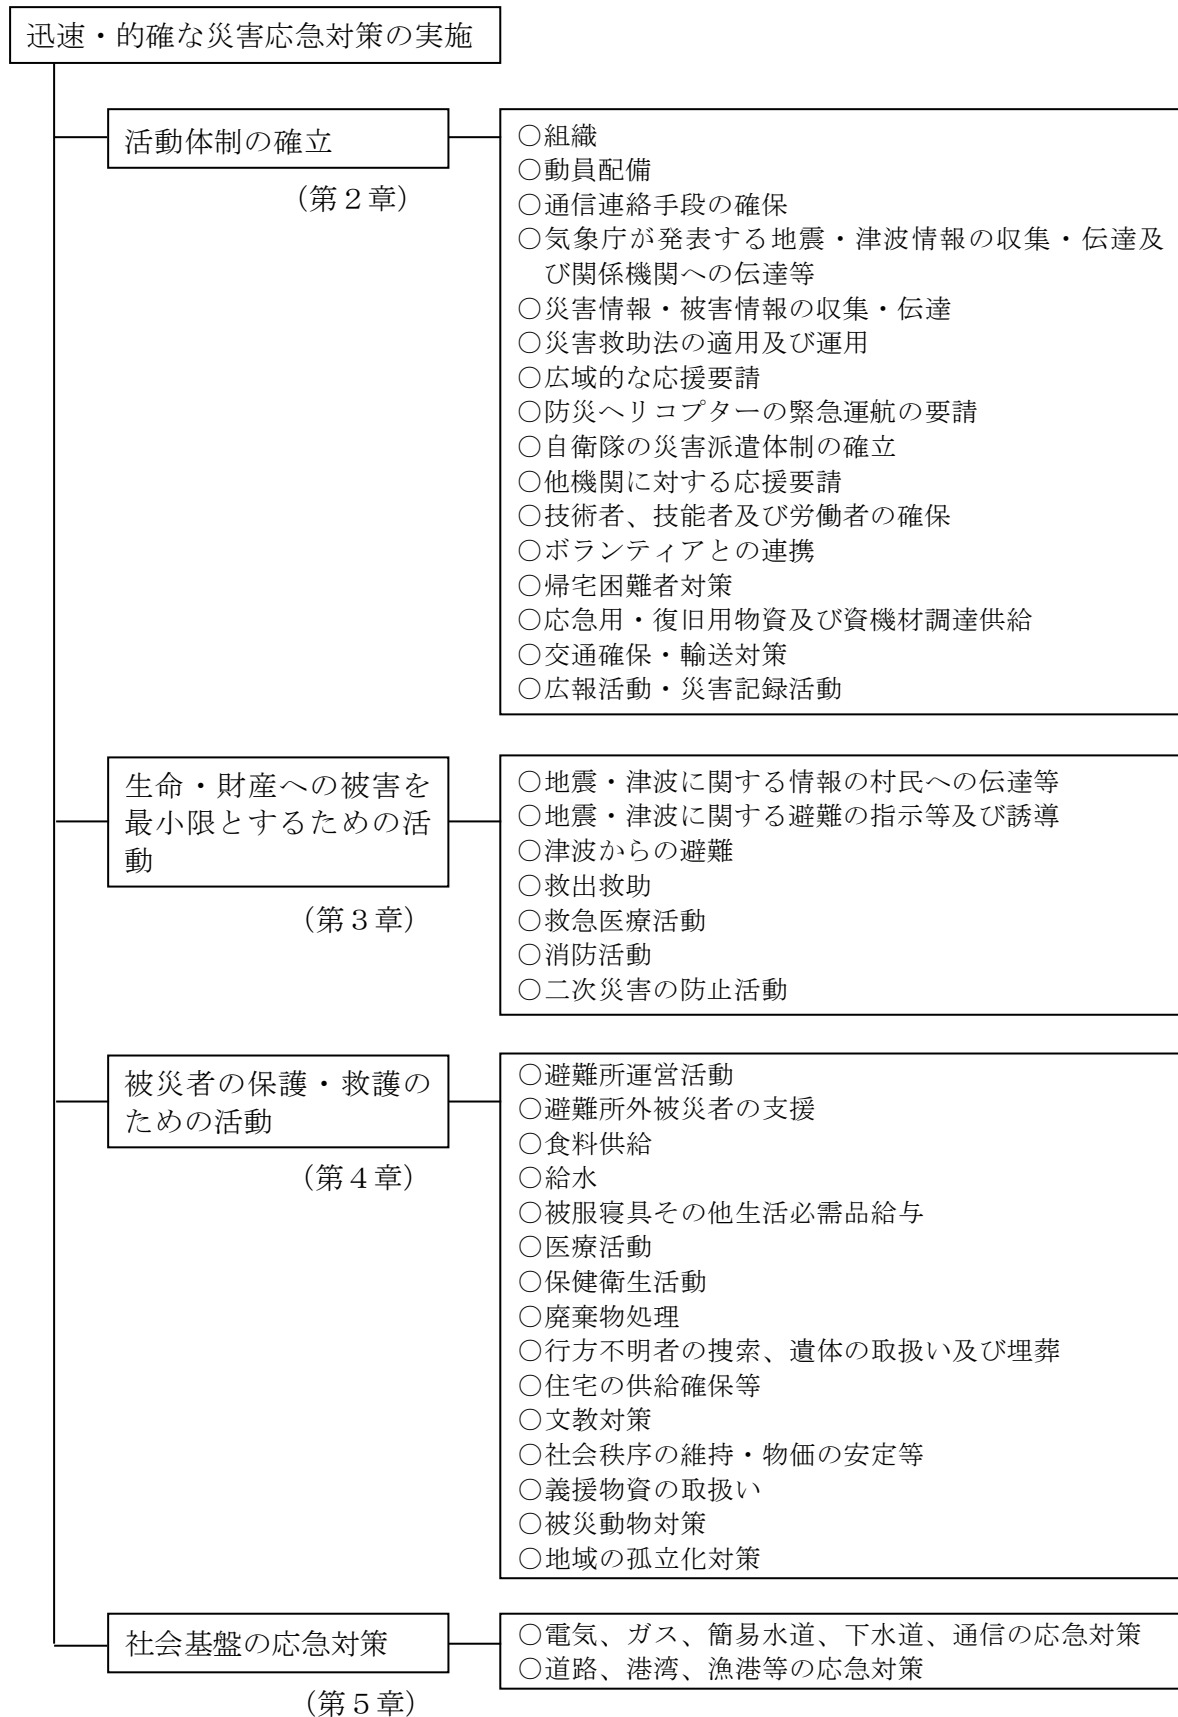 迅速・的確な災害応急対策の実施
活動体制の確立
（第２章）
○組織
○動員配備
○通信連絡手段の確保
○気象庁が発表する地震・津波情報の収集・伝達及
び関係機関への伝達等
○災害情報・被害情報の収集・伝達
○災害救助法の適用及び運用
○広域的な応援要請
○防災ヘリコプターの緊急運航の要請
○自衛隊の災害派遣体制の確立
○他機関に対する応援要請
○技術者、技能者及び労働者の確保
○ボランティアとの連携
○帰宅困難者対策
○応急用・復旧用物資及び資機材調達供給
○交通確保・輸送対策
○広報活動・災害記録活動
生命・財産への被害を
最小限とするための活
動
（第３章）
○地震・津波に関する情報の村民への伝達等
○地震・津波に関する避難の指示等及び誘導
○津波からの避難
○救出救助
○救急医療活動
○消防活動
○二次災害の防止活動
被災者の保護・救護の
ための活動
（第４章）
○避難所運営活動
○避難所外被災者の支援
○食料供給
○給水
○被服寝具その他生活必需品給与
○医療活動
○保健衛生活動
○廃棄物処理
○行方不明者の捜索、遺体の取扱い及び埋葬
○住宅の供給確保等
○文教対策
○社会秩序の維持・物価の安定等
○義援物資の取扱い
○被災動物対策
○地域の孤立化対策
社会基盤の応急対策
（第５章）
○電気、ガス、簡易水道、下水道、通信の応急対策
○道路、港湾、漁港等の応急対策